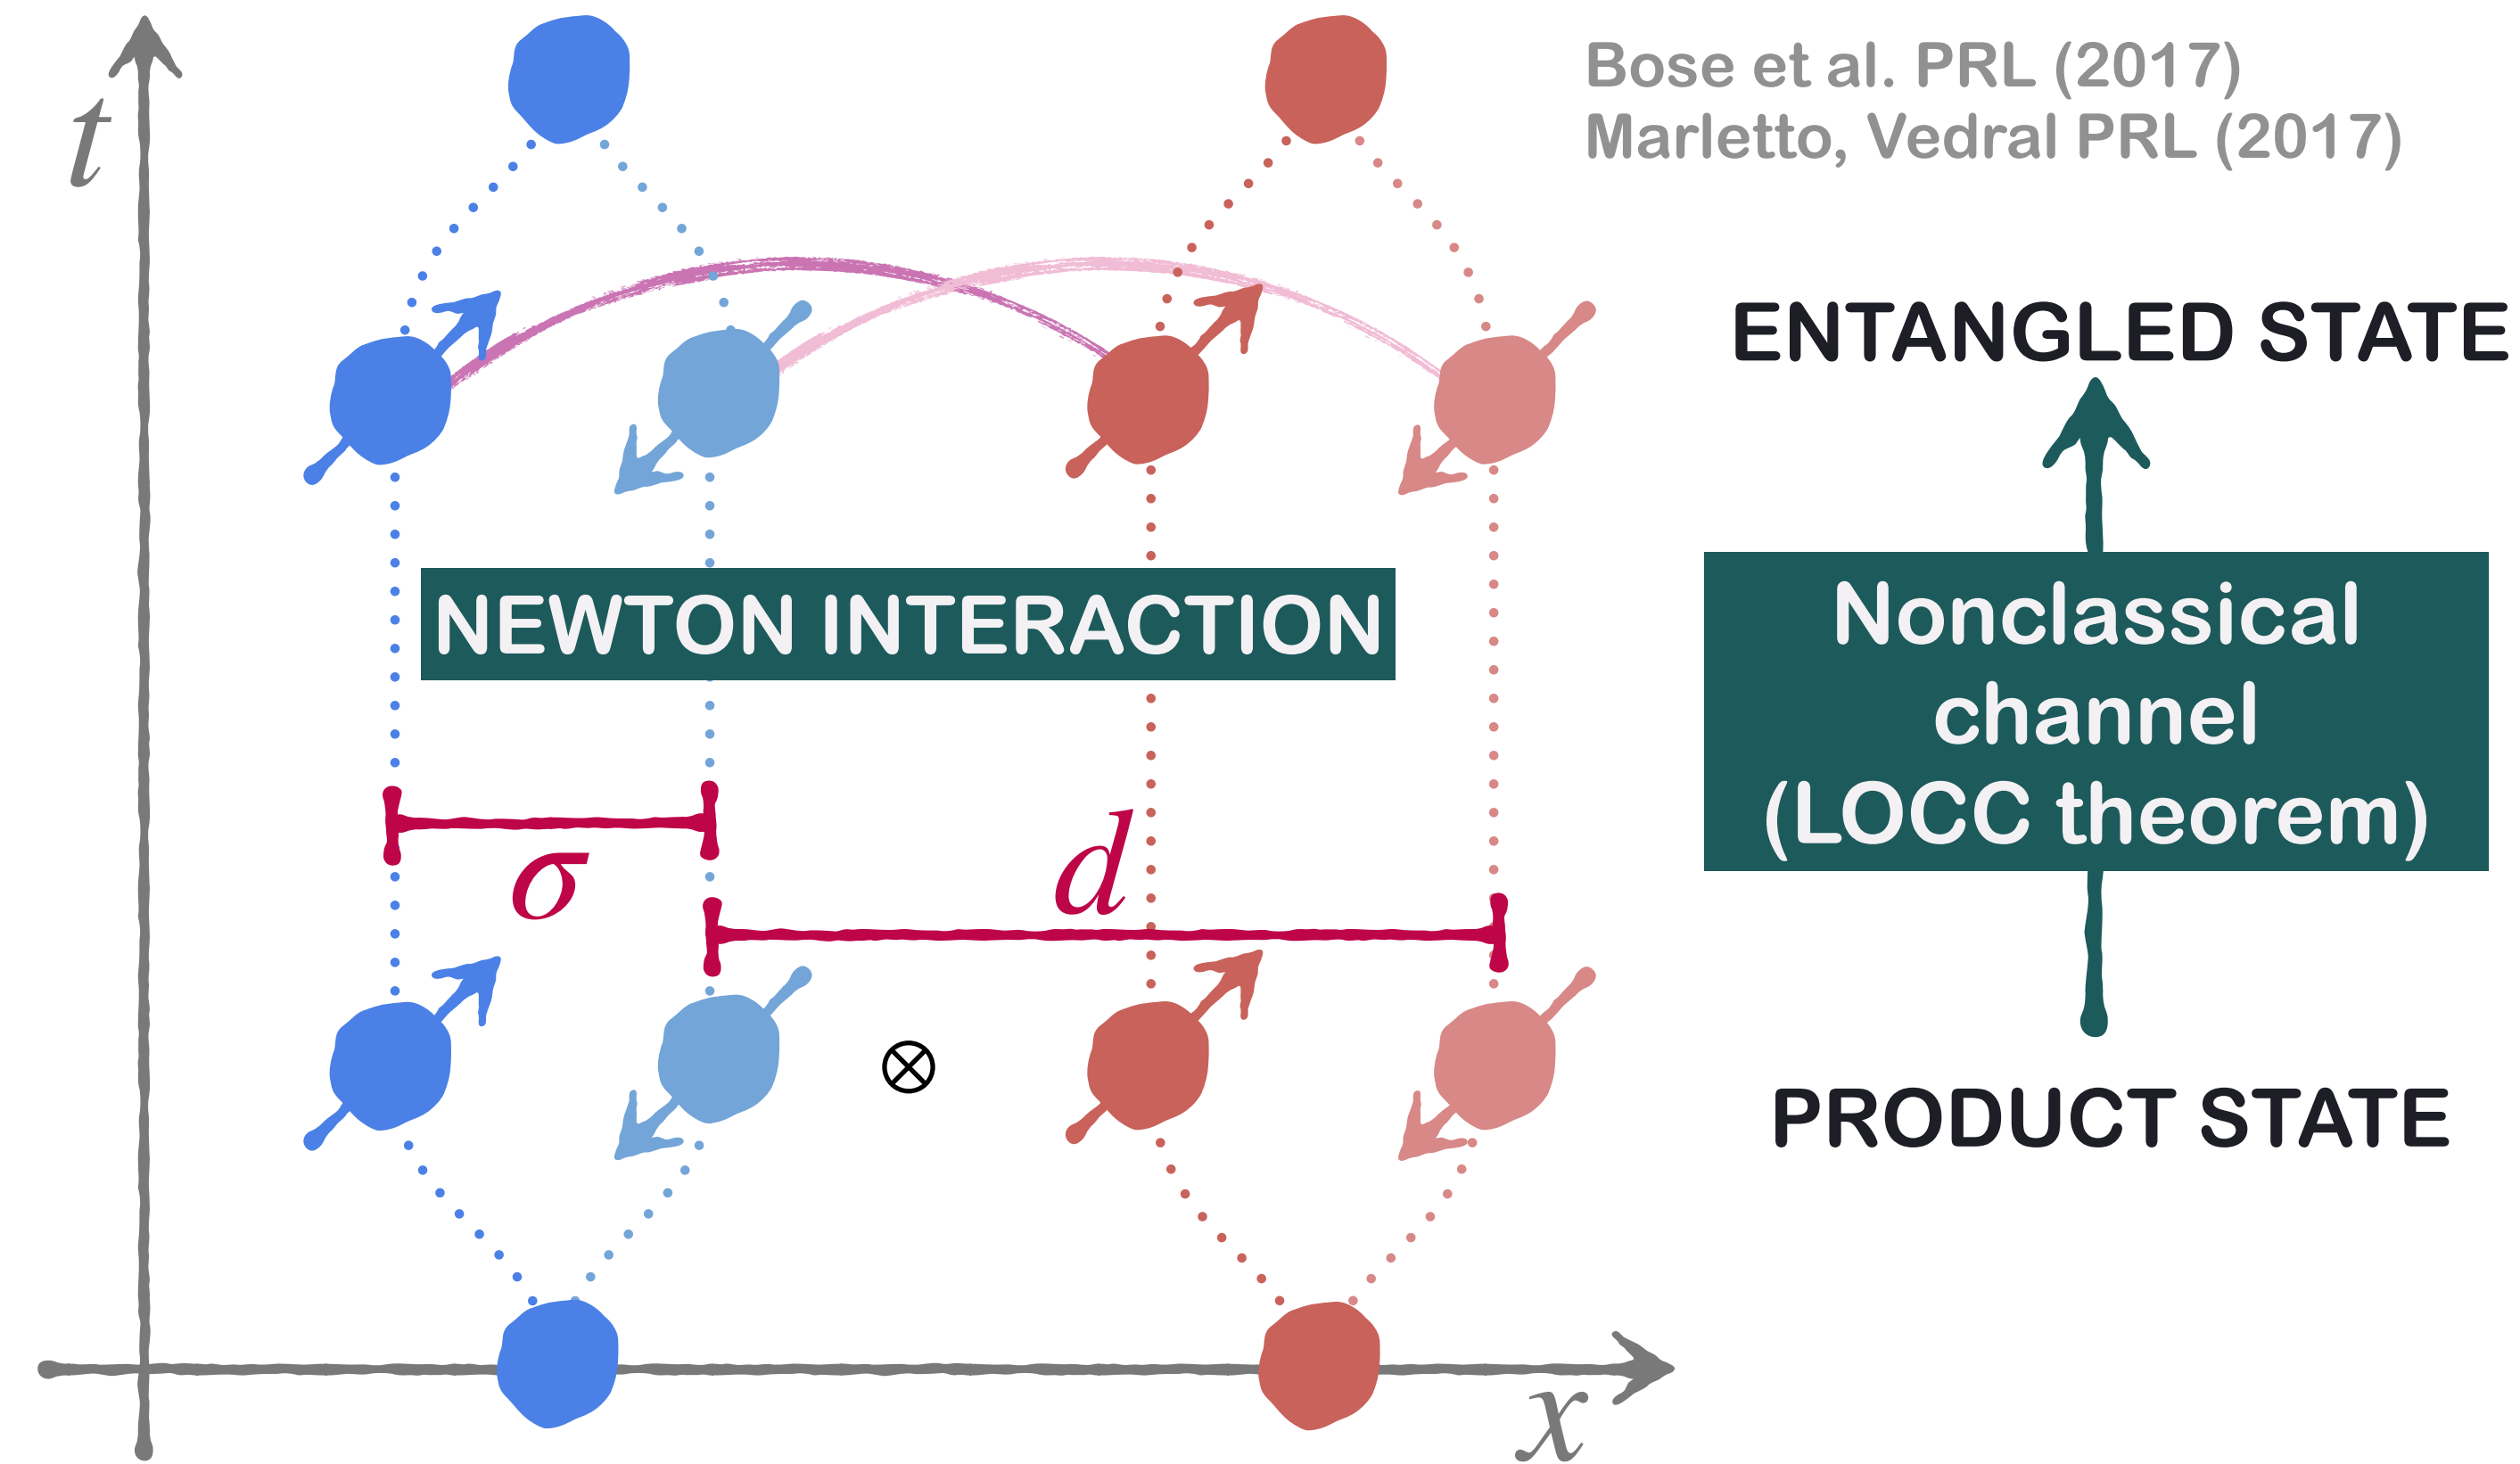 t
Bose et al. PRL (2017)
Marletto, Vedral PRL (2017)
ENTANGLED STATE
NEWTON INTERACTION
Nonclassical
channel
(LOCC theorem)
σ
d
⊗
PRODUCT STATE
x